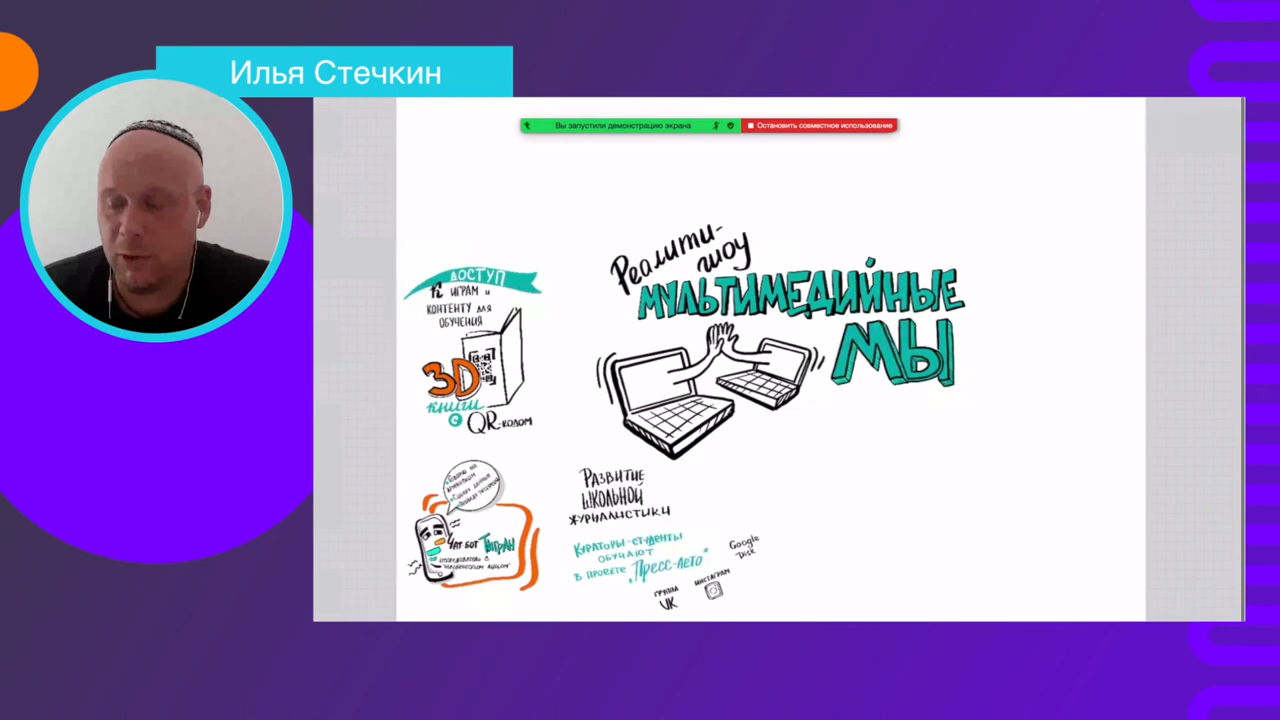 Илья Стечкин
Вы запустили демонстрацию экрана
Остановить совместное использование
Реалити-
шоу
МУЛЬТИМЕДИЙНЫЕ
МЫ
ДОСТУП
К ИГРАМ и
КОНТЕНТУ для
ОБУЧЕНИЯ
3D
книги
с QR-кодом
ЧАТ БОТ
РАЗВИТИЕ
ШКОЛЬНОЙ
ЖУРНАЛИСТИКИ
КУРАТОРЫ-СТУДЕНТЫ
ОБУЧАЮТ
В ПРОЕКТЕ „Пресс-лето"
группа
VK
ИНСТАГРАМ
Google
Disk